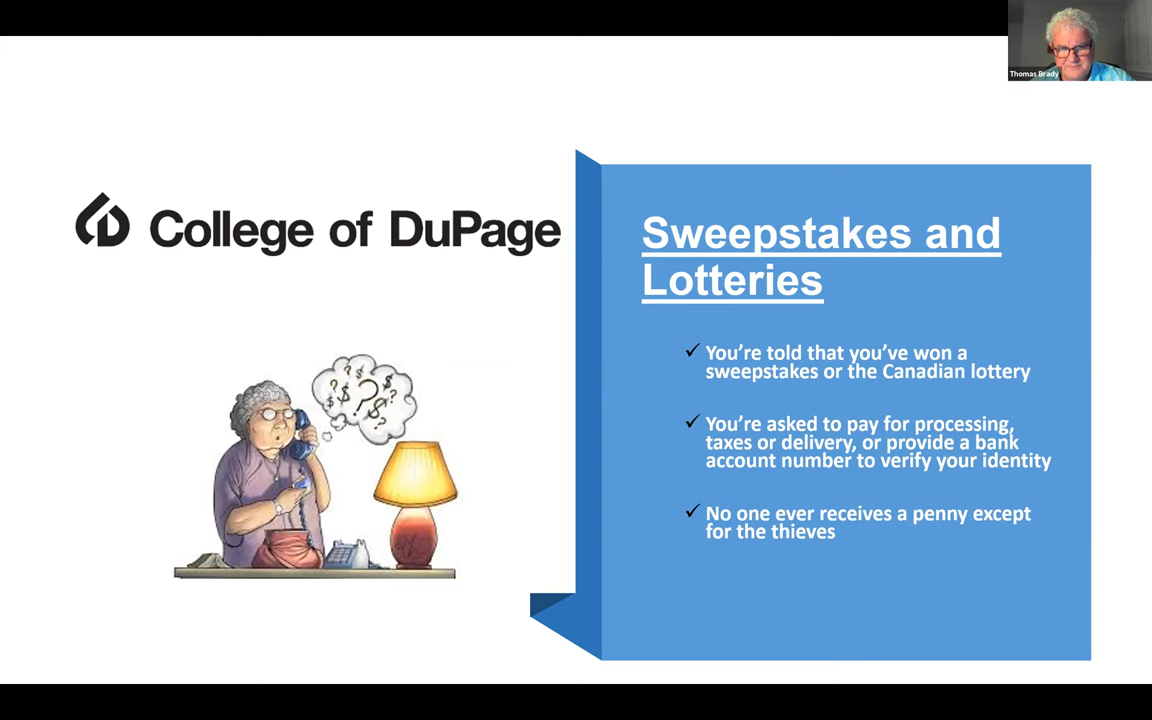 Thomas Brady
College of DuPage
Sweepstakes and
Lotteries
✓ You're told that you've won a
sweepstakes or the Canadian lottery
✓ You're asked to pay for processing,
taxes or delivery, or provide a bank
account number to verify your identity
✓ No one ever receives a penny except
for the thieves